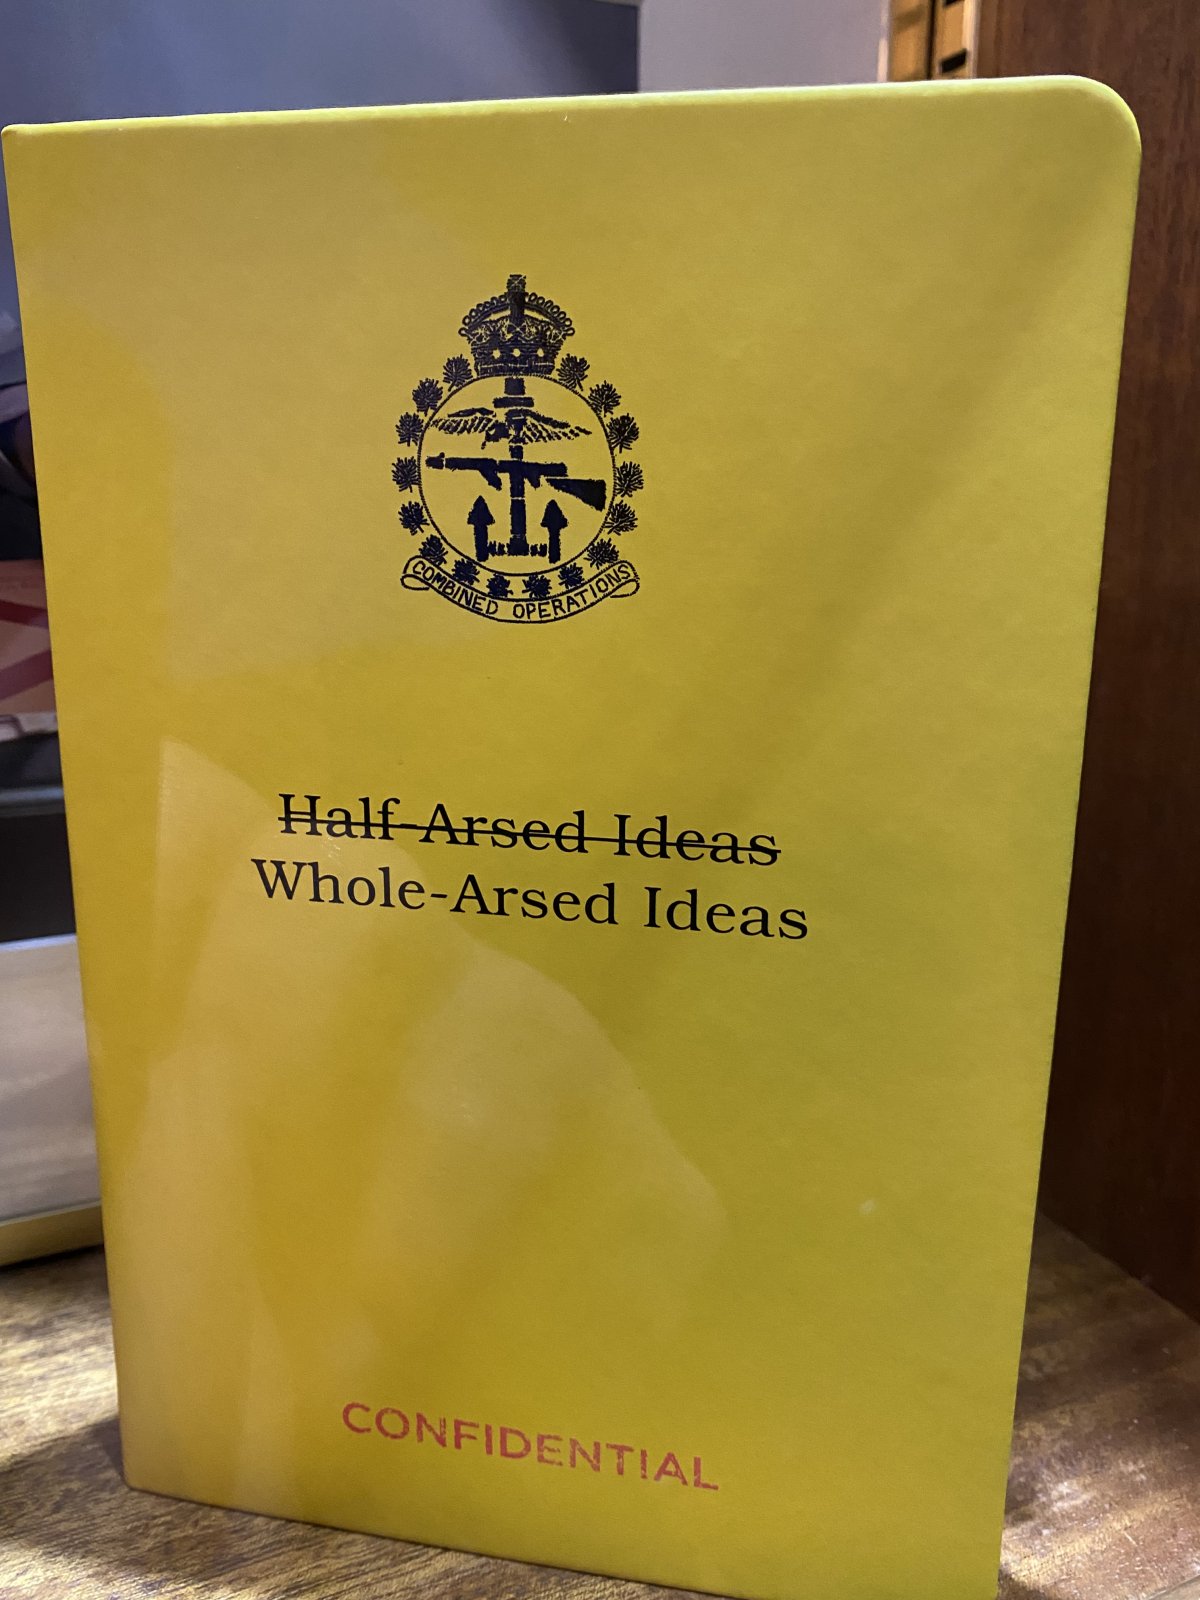 COMBINED OPERATIONS
Half-Arsed Ideas
Whole-Arsed Ideas
CONFIDENTIAL